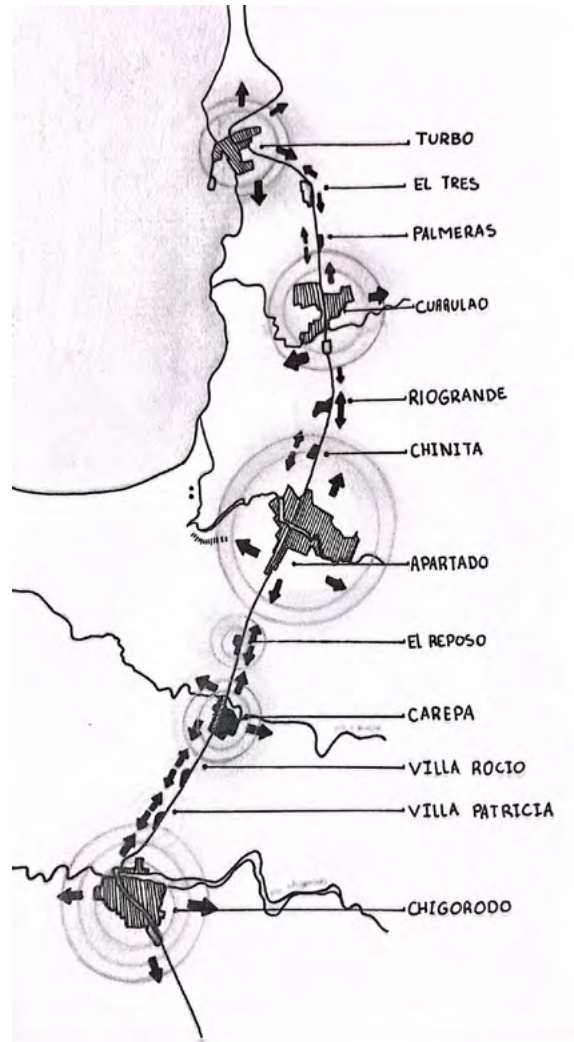 TURBO
EL TRES
PALMERAS
CURRULAO
RIOGRANDE
CHINITA
APARTADO
EL REPOSO
CAREPA
VILLA ROCIO
VILLA PATRICIA
CHIGORODO